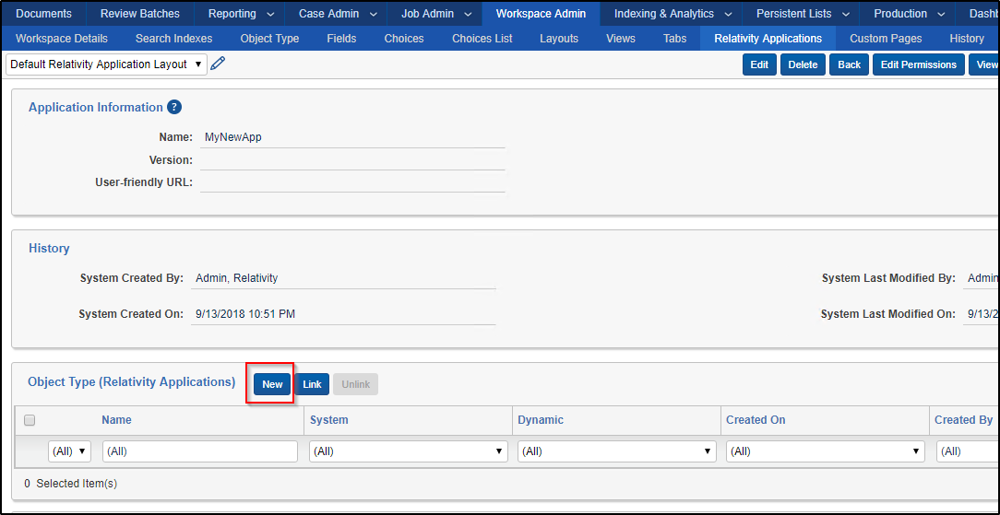 Documents Review Batches Reporting Case Admin Job Admin Workspace Admin Indexing & Analytics Persistent Lists Production Dash
Workspace Details Search Indexes Object Type Fields Choices Choices List Layouts Views Tabs Relativity Applications Custom Pages History
Default Relativity Application Layout Edit Delete Back Edit Permissions View
Application Information ?
Name: MyNewApp
Version:
User-friendly URL:
History
System Created By: Admin, Relativity System Last Modified By: Admin
System Created On: 9/13/2018 10:51 PM System Last Modified On: 9/13/2
Object Type (Relativity Applications) New Link Unlink
Name System Dynamic Created On Created By
(All) (All) (All) (All) (All) (All)
0 Selected Item(s)